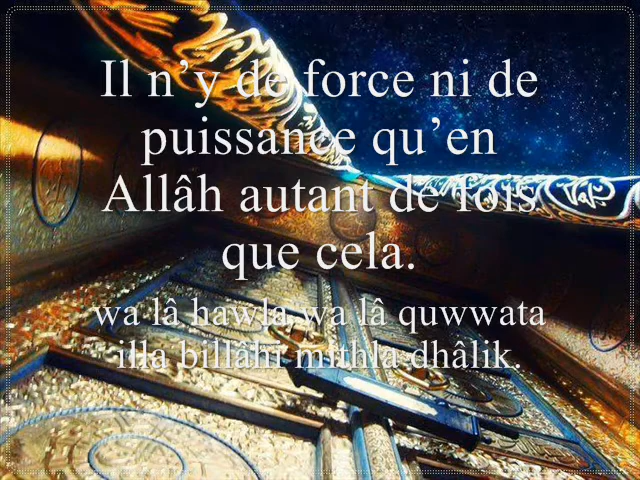 Il n’y de force ni de
puissance qu’en
Allâh autant de fois
que cela.
wa lâ hawla wa lâ quwwata
illa billâhi mithla dhâlik.